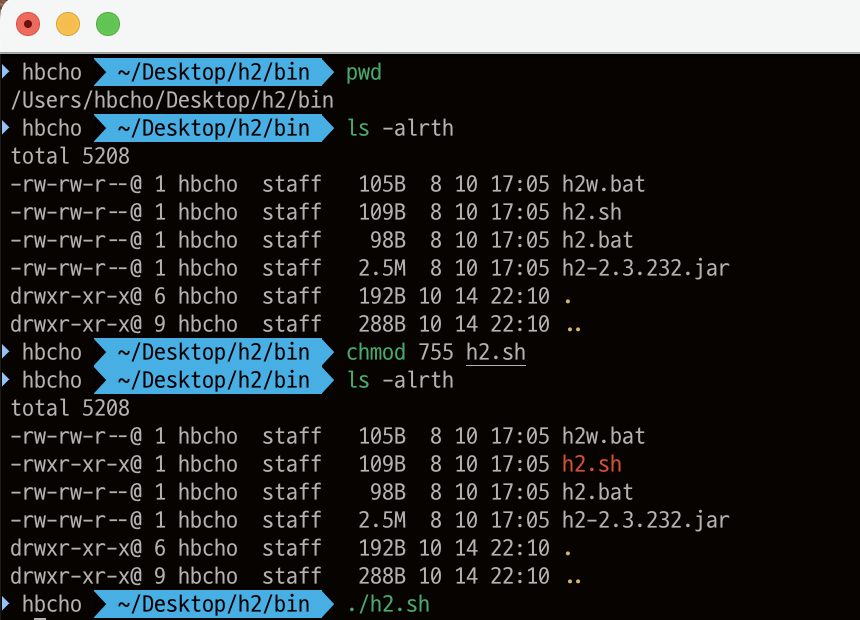 hbcho ~/Desktop/h2/bin pwd
/Users/hbcho/Desktop/h2/bin
hbcho ~/Desktop/h2/bin ls -alrth
total 5208
-rw-rw-r--@ 1 hbcho  staff   105B  8 10 17:05 h2w.bat
-rw-rw-r--@ 1 hbcho  staff   109B  8 10 17:05 h2.sh
-rw-rw-r--@ 1 hbcho  staff    98B  8 10 17:05 h2.bat
-rw-rw-r--@ 1 hbcho  staff   2.5M  8 10 17:05 h2-2.3.232.jar
drwxr-xr-x@ 6 hbcho  staff   192B 10 14 22:10 .
drwxr-xr-x@ 9 hbcho  staff   288B 10 14 22:10 ..
hbcho ~/Desktop/h2/bin chmod 755 h2.sh
hbcho ~/Desktop/h2/bin ls -alrth
total 5208
-rw-rw-r--@ 1 hbcho  staff   105B  8 10 17:05 h2w.bat
-rwxr-xr-x@ 1 hbcho  staff   109B  8 10 17:05 h2.sh
-rw-rw-r--@ 1 hbcho  staff    98B  8 10 17:05 h2.bat
-rw-rw-r--@ 1 hbcho  staff   2.5M  8 10 17:05 h2-2.3.232.jar
drwxr-xr-x@ 6 hbcho  staff   192B 10 14 22:10 .
drwxr-xr-x@ 9 hbcho  staff   288B 10 14 22:10 ..
hbcho ~/Desktop/h2/bin ./h2.sh